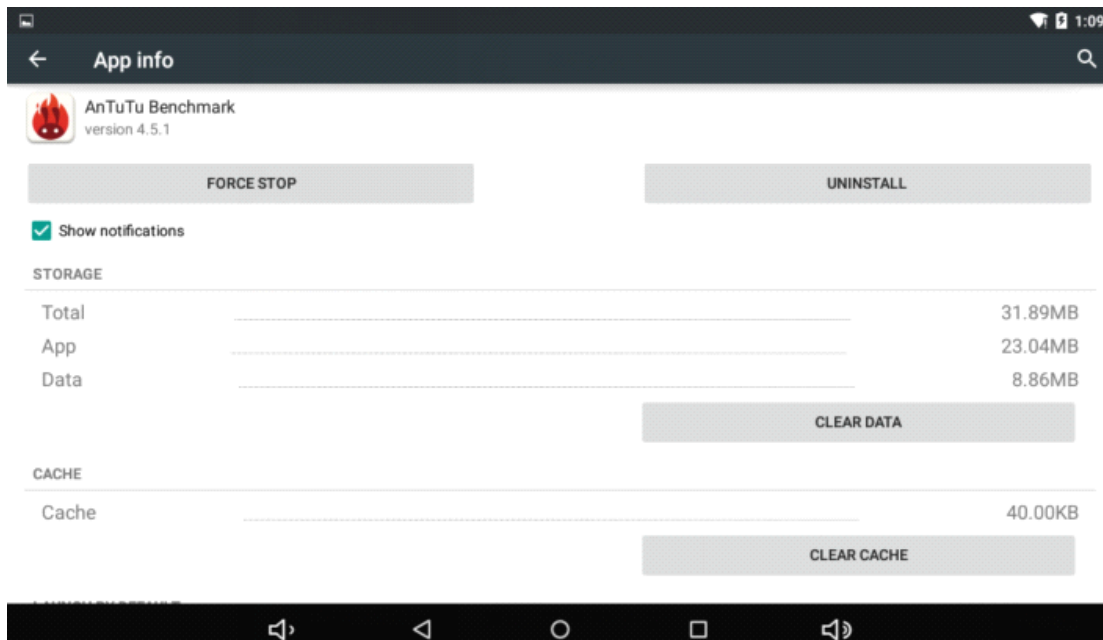 1:09
App info
AnTuTu Benchmark
version 4.5.1
FORCE STOP UNINSTALL
Show notifications
STORAGE
Total 31.89MB
App 23.04MB
Data 8.86MB
CLEAR DATA
CACHE
Cache 40.00KB
CLEAR CACHE